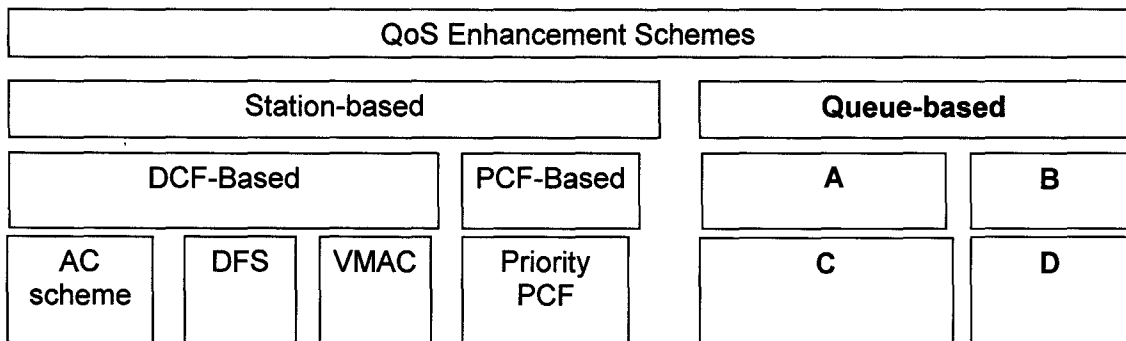 QoS Enhancement Schemes
Station-based
Queue-based
DCF-Based
PCF-Based
A
B
AC
scheme
DFS
VMAC
Priority
PCF
C
D